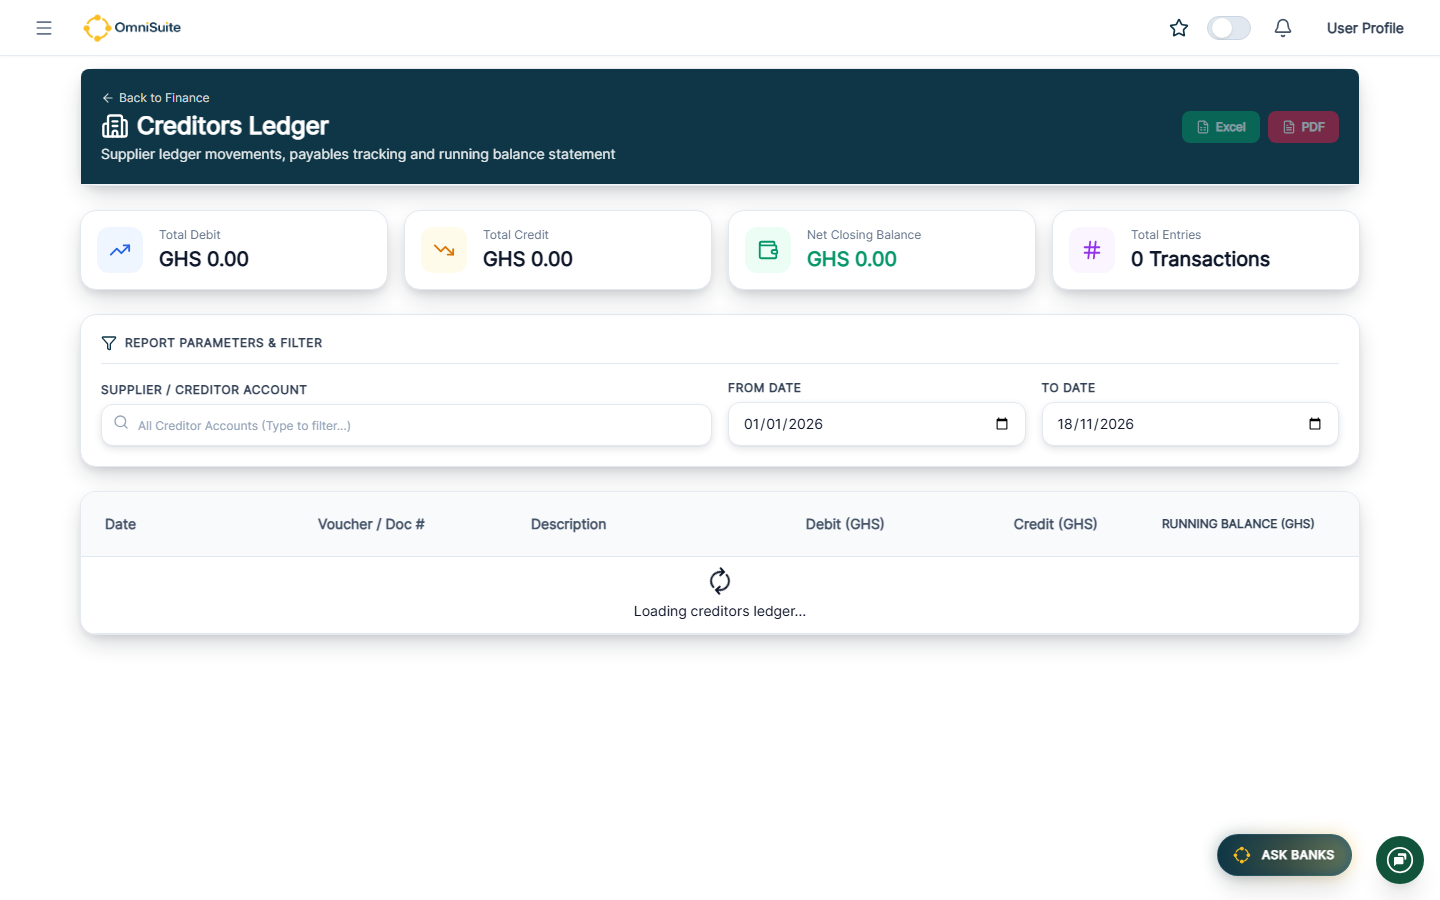 OmniSuite
User Profile
Back to Finance
Creditors Ledger
Supplier ledger movements, payables tracking and running balance statement
Excel
PDF
Total Debit
GHS 0.00
Total Credit
GHS 0.00
Net Closing Balance
GHS 0.00
Total Entries
0 Transactions
REPORT PARAMETERS & FILTER
SUPPLIER / CREDITOR ACCOUNT
All Creditor Accounts (Type to filter...)
FROM DATE
01/01/2026
TO DATE
18/11/2026
Date
Voucher / Doc #
Description
Debit (GHS)
Credit (GHS)
RUNNING BALANCE (GHS)
Loading creditors ledger...
ASK BANKS